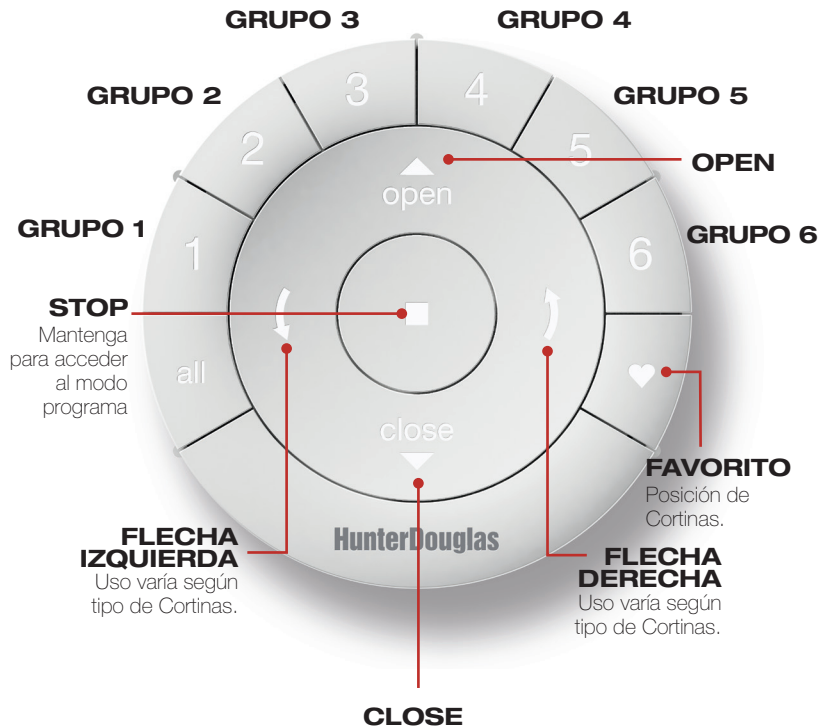 GRUPO 3
GRUPO 4
GRUPO 2
GRUPO 5
3
4
2
5
OPEN
open
GRUPO 1
1
6
GRUPO 6
STOP
Mantenga
para acceder
al modo
programa
all
close
FAVORITO
Posición de
Cortinas.
HunterDouglas
FLECHA
IZQUIERDA
Uso varía según
tipo de Cortinas.
FLECHA
DERECHA
Uso varía según
tipo de Cortinas.
CLOSE